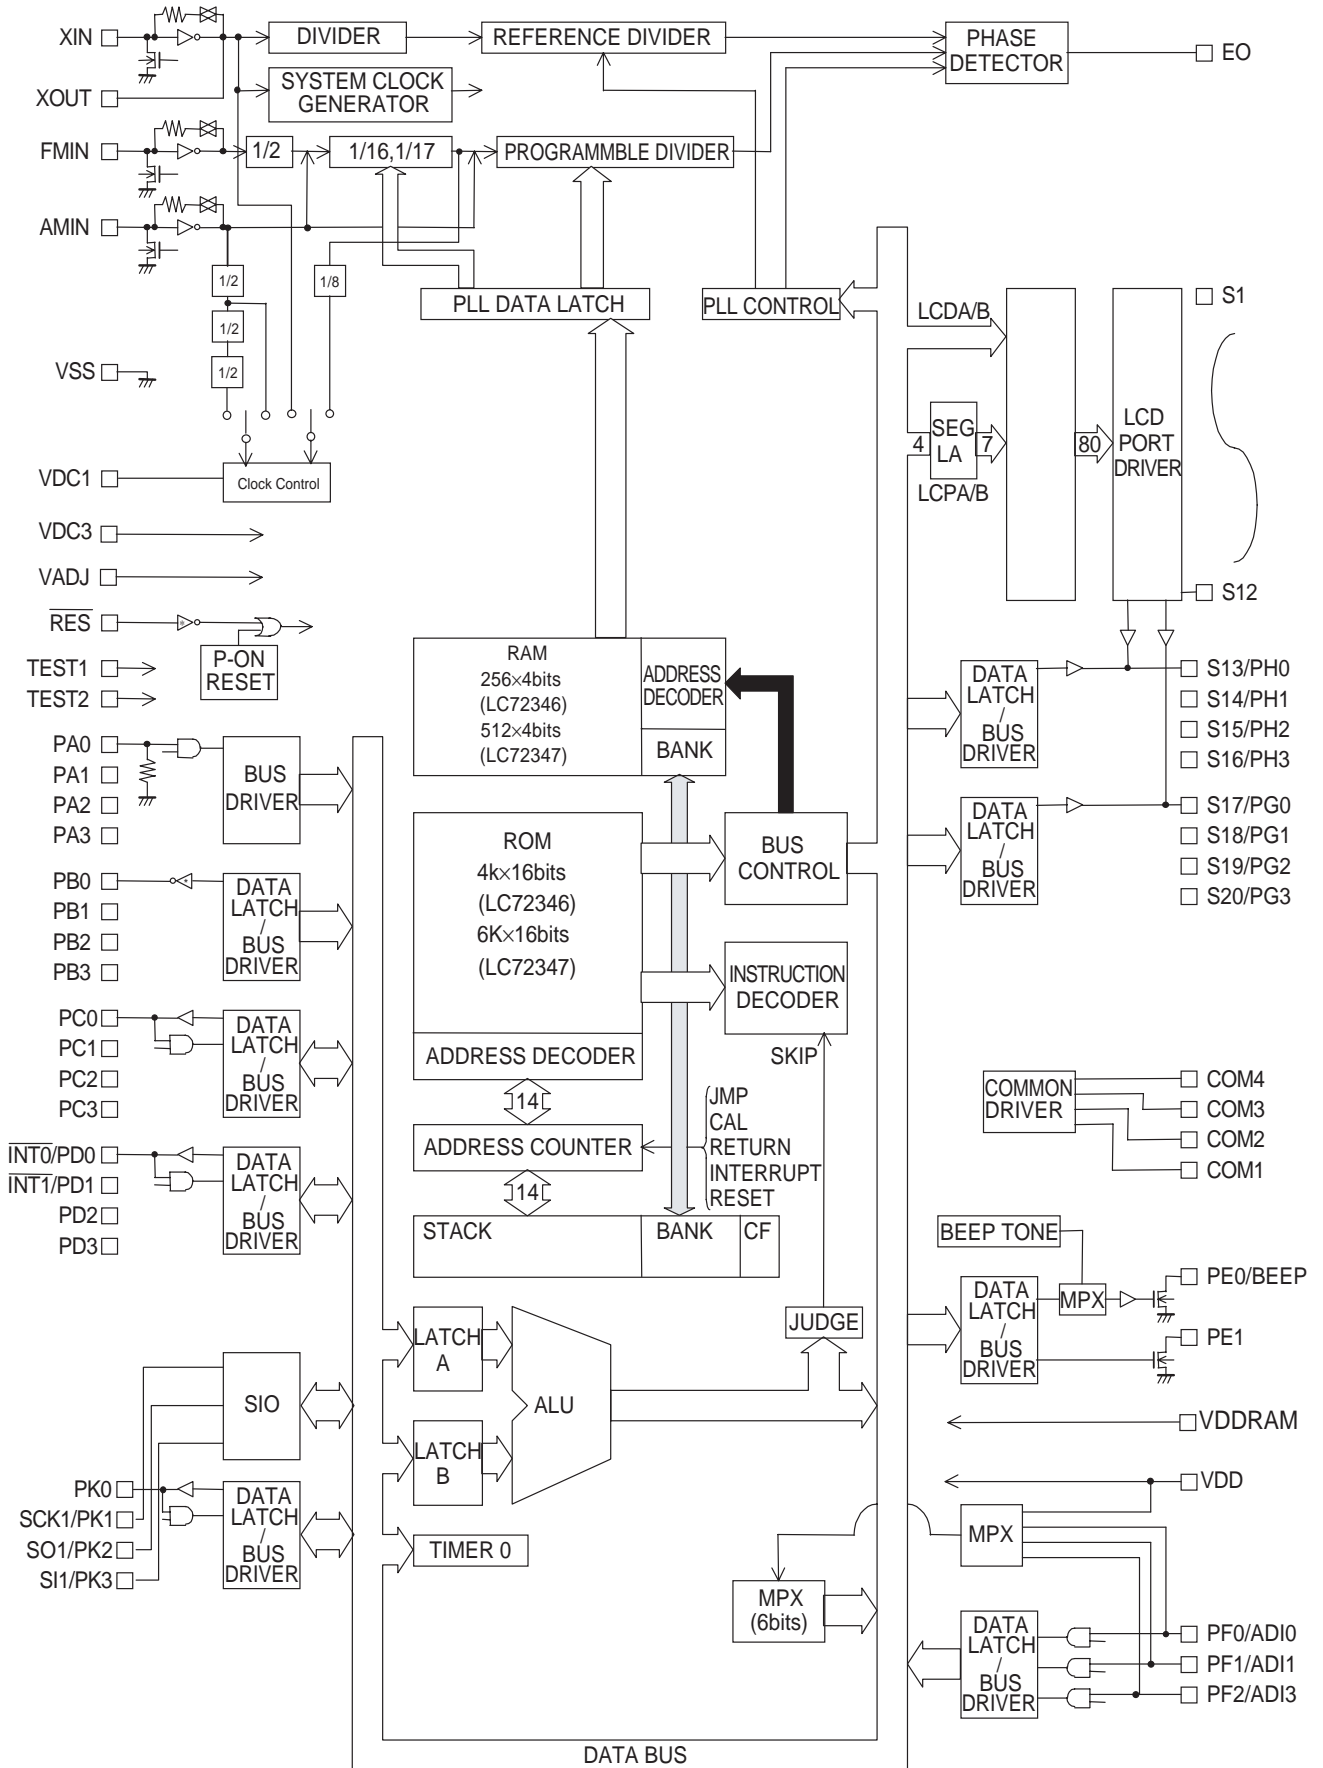 XIN
DIVIDER
REFERENCE DIVIDER
PHASE
DETECTOR
EO
SYSTEM CLOCK
GENERATOR
XOUT
FMIN
1/2
1/16,1/17
PROGRAMMBLE DIVIDER
AMIN
1/2
1/8
PLL DATA LATCH
PLL CONTROL
LCDA/B
S1
1/2
VSS
1/2
SEG
LA
4
7
80
LCD
PORT
DRIVER
LCPA/B
VDC1
Clock Control
VDC3
VADJ
S12
RES
P-ON
RESET
TEST1
TEST2
RAM
256×4bits
(LC72346)
512×4bits
(LC72347)
ADDRESS
DECODER
BANK
DATA
LATCH
/
BUS
DRIVER
S13/PH0
S14/PH1
S15/PH2
S16/PH3
PA0
PA1
PA2
PA3
BUS
DRIVER
DATA
LATCH
/
BUS
DRIVER
S17/PG0
S18/PG1
S19/PG2
S20/PG3
ROM
4k×16bits
(LC72346)
6K×16bits
(LC72347)
BUS
CONTROL
PB0
PB1
PB2
PB3
DATA
LATCH
/
BUS
DRIVER
INSTRUCTION
DECODER
PC0
PC1
PC2
PC3
DATA
LATCH
/
BUS
DRIVER
ADDRESS DECODER
SKIP
14
JMP
CAL
RETURN
INTERRUPT
RESET
ADDRESS COUNTER
14
COMMON
DRIVER
COM4
COM3
COM2
COM1
INT0/PD0
INT1/PD1
PD2
PD3
DATA
LATCH
/
BUS
DRIVER
STACK
BANK
CF
BEEP TONE
DATA
LATCH
/
BUS
DRIVER
MPX
PE0/BEEP
PE1
JUDGE
LATCH
A
ALU
LATCH
B
SIO
VDDRAM
VDD
PK0
SCK1/PK1
SO1/PK2
SI1/PK3
DATA
LATCH
/
BUS
DRIVER
TIMER 0
MPX
MPX
(6bits)
DATA
LATCH
/
BUS
DRIVER
PF0/ADI0
PF1/ADI1
PF2/ADI3
DATA BUS